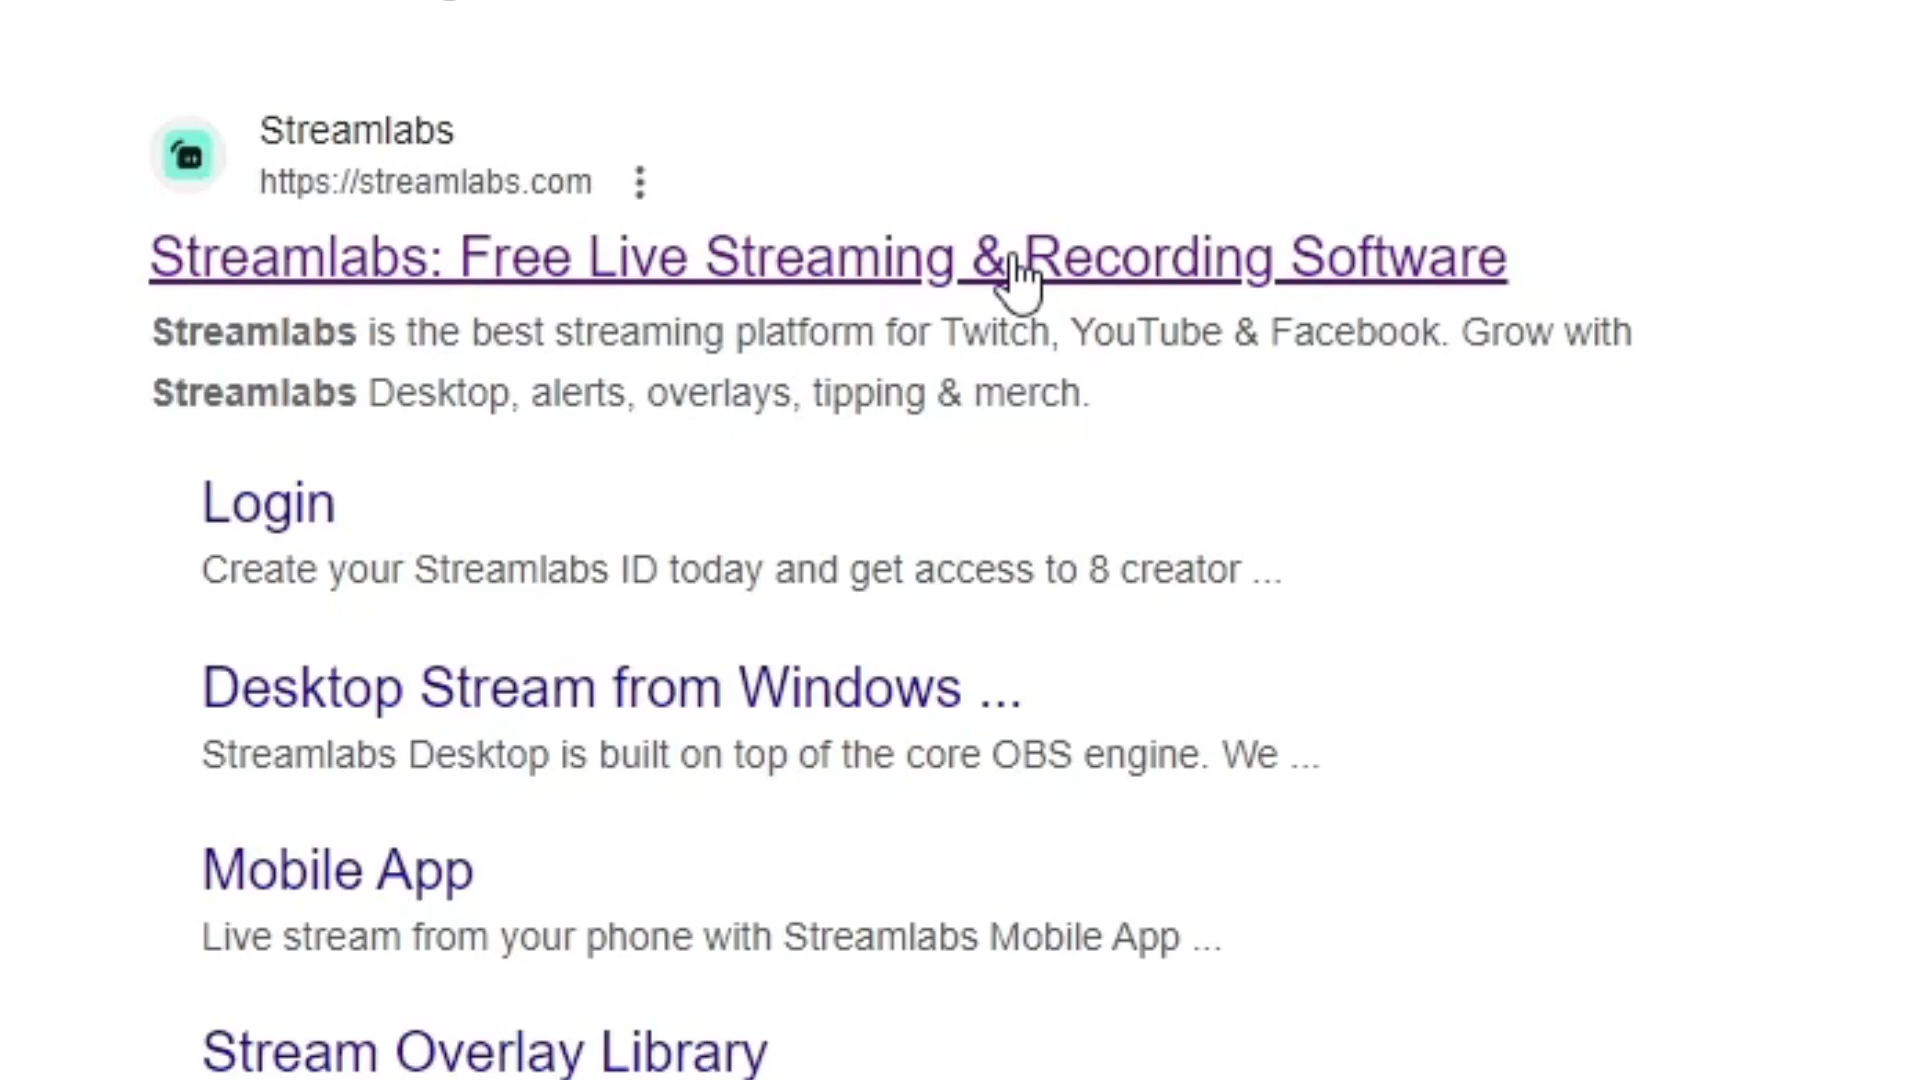 Streamlabs
https://streamlabs.com
Streamlabs: Free Live Streaming & Recording Software
Streamlabs is the best streaming platform for Twitch, YouTube & Facebook. Grow with
Streamlabs Desktop, alerts, overlays, tipping & merch.
Login
Create your Streamlabs ID today and get access to 8 creator ...
Desktop Stream from Windows ...
Streamlabs Desktop is built on top of the core OBS engine. We ...
Mobile App
Live stream from your phone with Streamlabs Mobile App ...
Stream Overlay Library